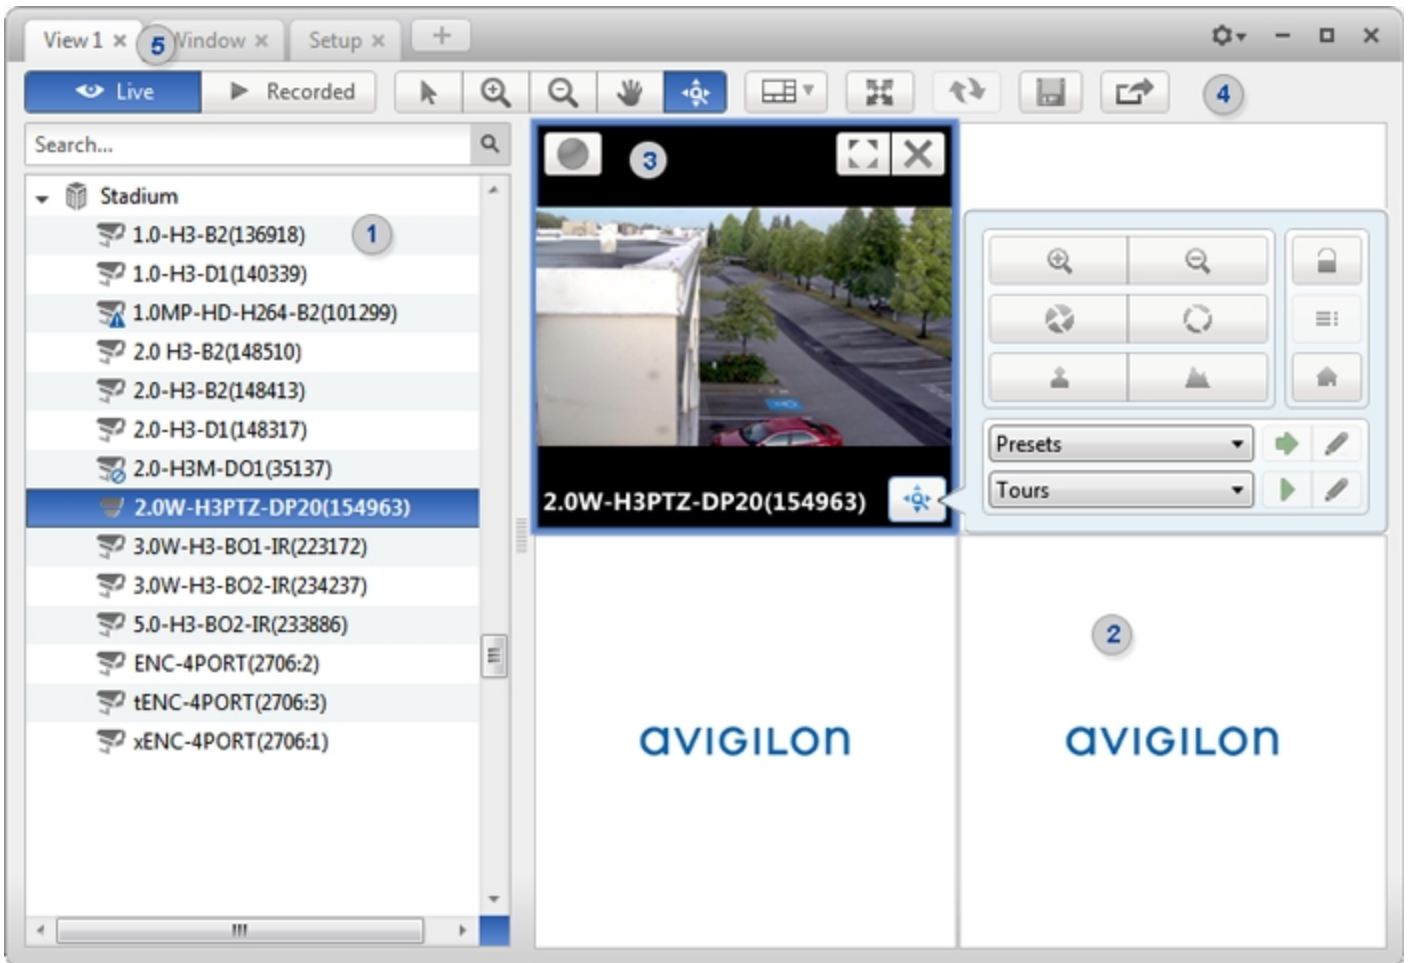 View 1
5
Window
Setup
Live
Recorded
4
Search...
3
Stadium
1.0-H3-B2(136918)
1
1.0-H3-D1(140339)
1.0MP-HD-H264-B2(101299)
2.0 H3-B2(148510)
2.0-H3-B2(148413)
2.0-H3-D1(148317)
2.0-H3M-DO1(35137)
2.0W-H3PTZ-DP20(154963)
3.0W-H3-BO1-IR(223172)
3.0W-H3-BO2-IR(234237)
5.0-H3-BO2-IR(233886)
ENC-4PORT(2706:2)
tENC-4PORT(2706:3)
xENC-4PORT(2706:1)
2.0W-H3PTZ-DP20(154963)
Presets
Tours
2
avigilon
avigilon